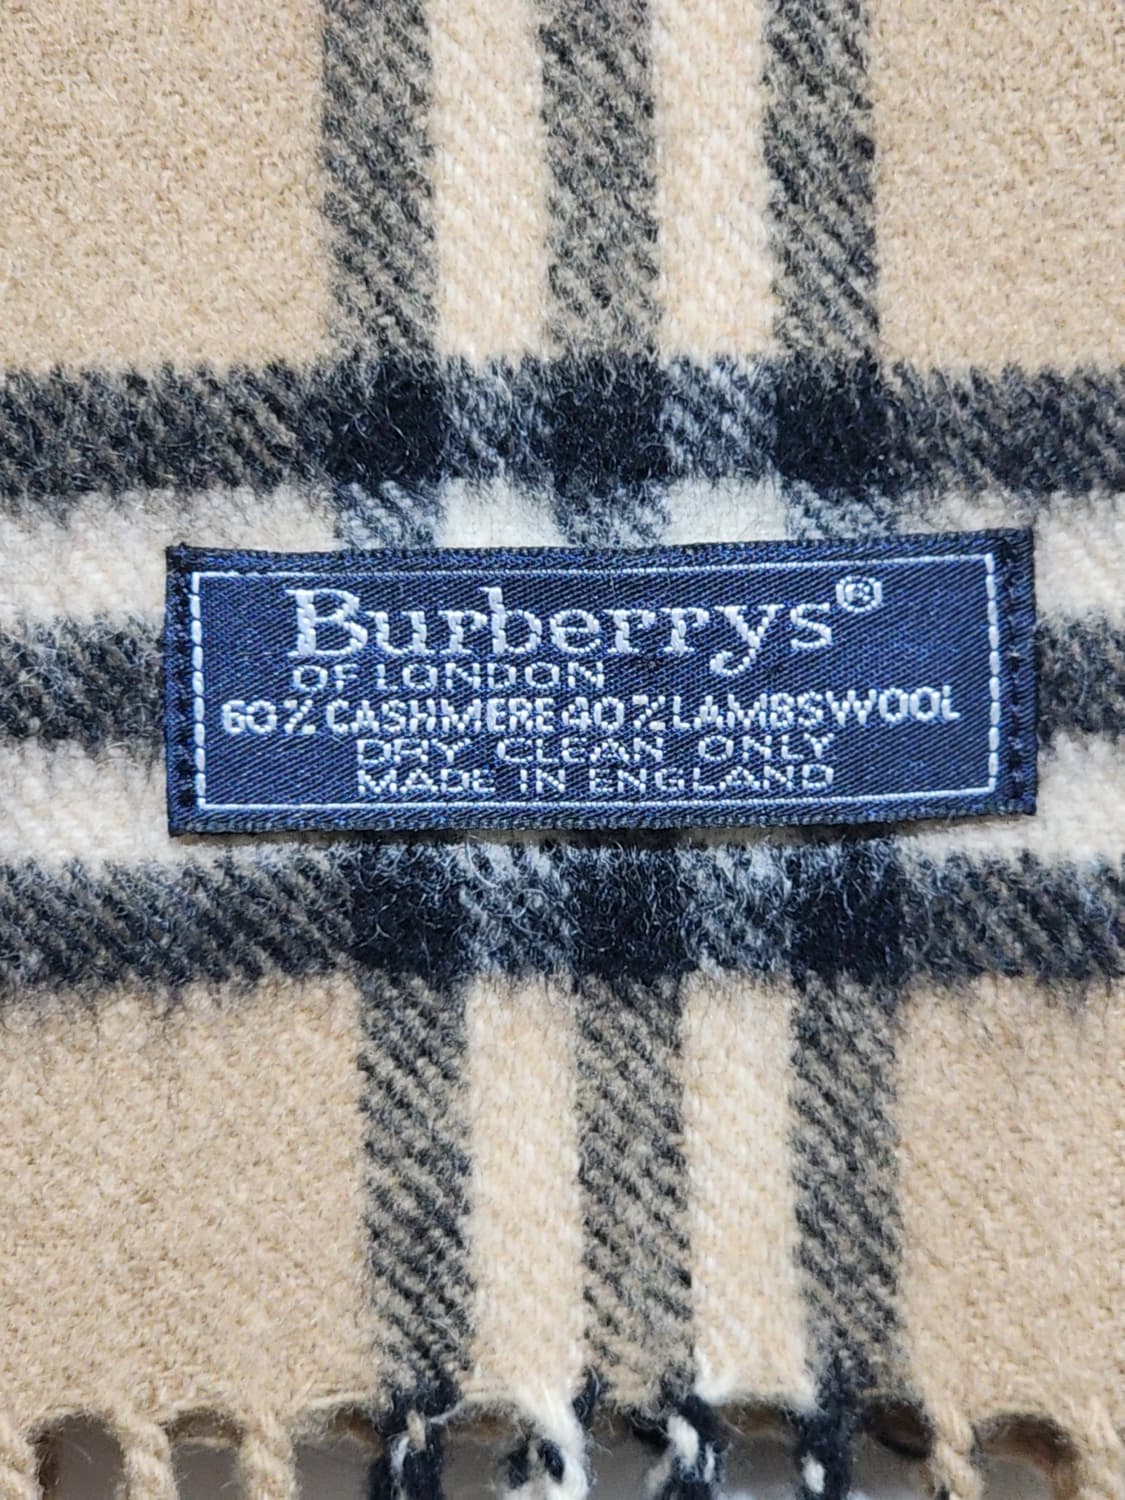 Burberrys®
OF LONDON
60% CASHMERE 40% LAMBSWOOL
DRY CLEAN ONLY
MADE IN ENGLAND